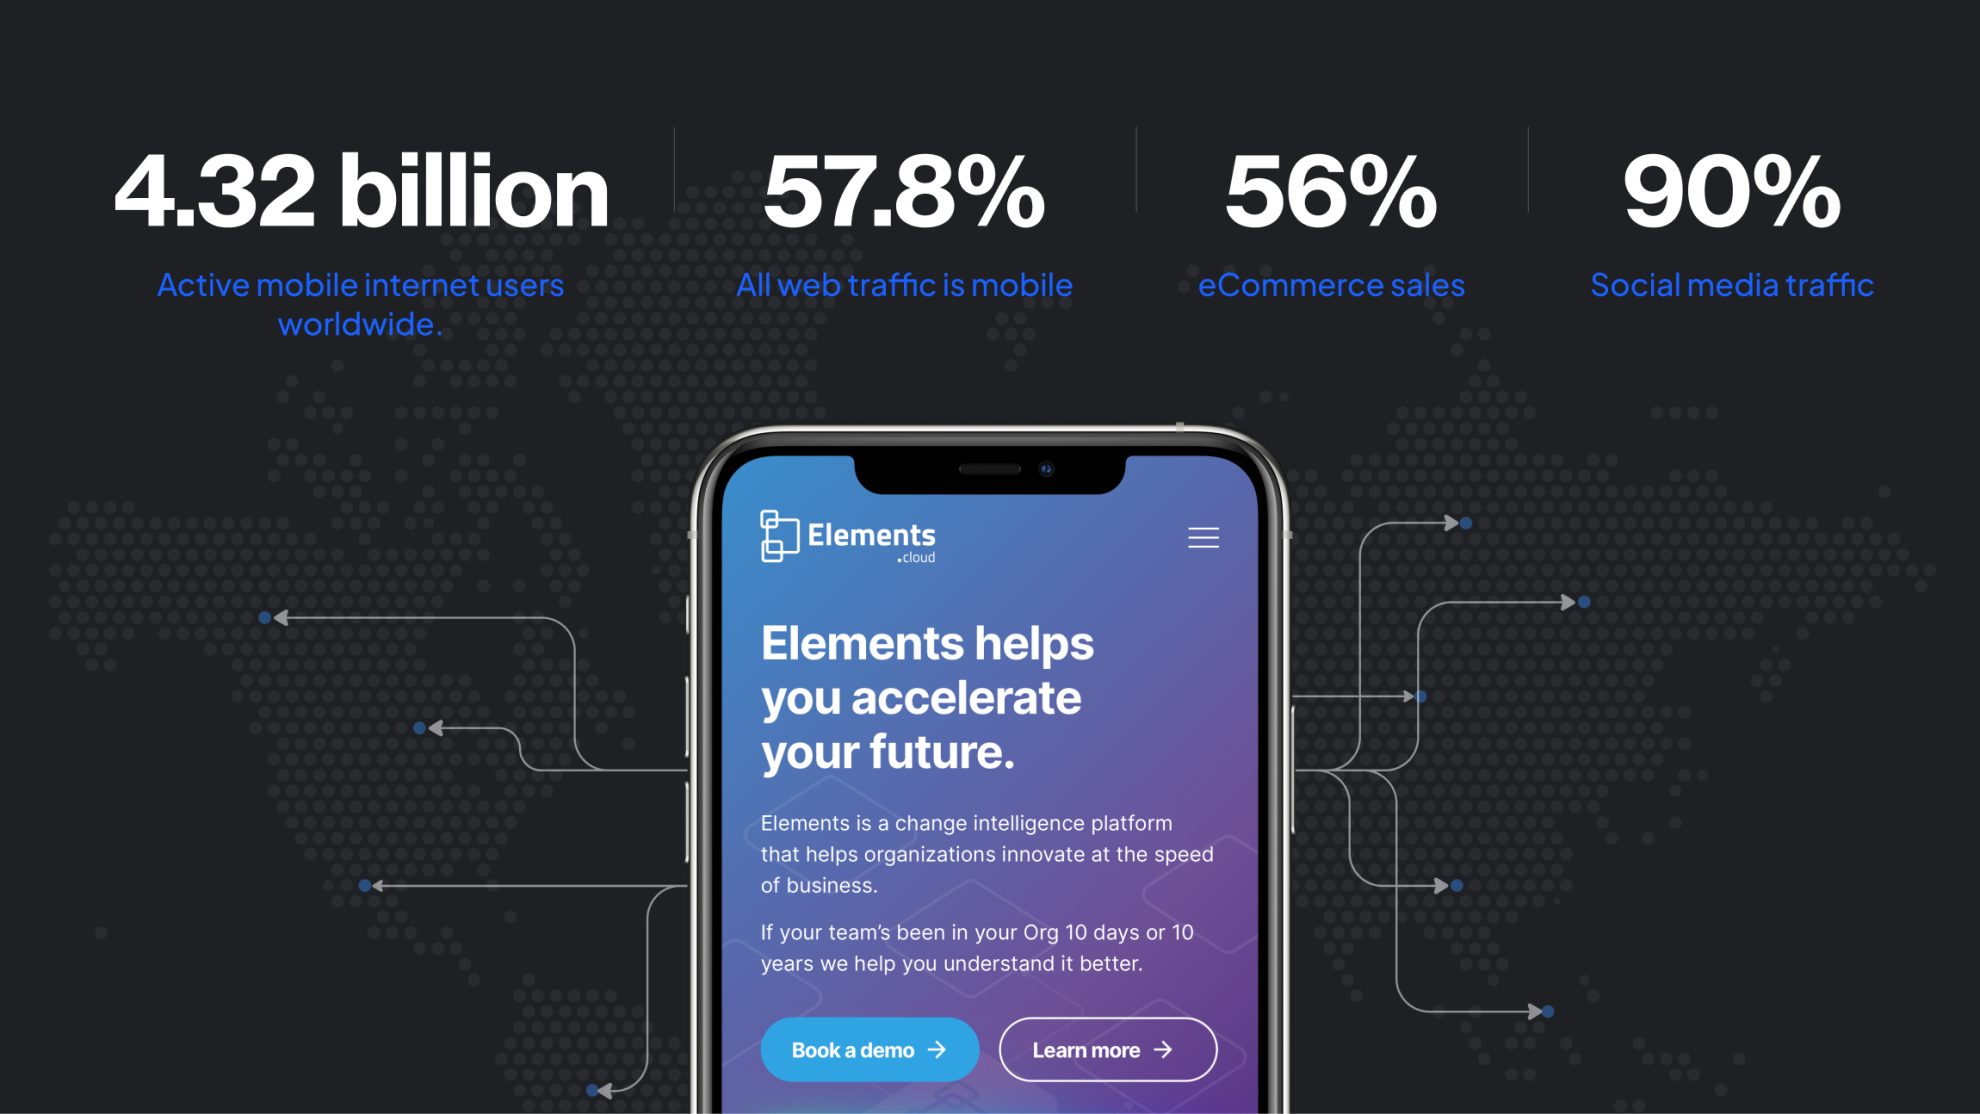 4.32 billion
Active mobile internet users
worldwide.
57.8%
All web traffic is mobile
56%
eCommerce sales
90%
Social media traffic
Elements
.cloud
Elements helps
you accelerate
your future.
Elements is a change intelligence platform
that helps organizations innovate at the speed
of business.
If your team’s been in your Org 10 days or 10
years we help you understand it better.
Book a demo →
Learn more →